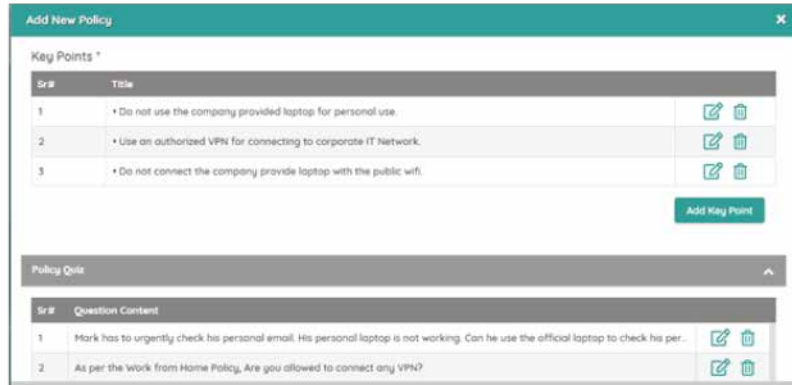 Add New Policy
Key Points *
Sr# Title
1 • Do not use the company provided laptop for personal use.
2 • Use an authorized VPN for connecting to corporate IT Network.
3 • Do not connect the company provide laptop with the public wifi.
Add Key Point
Policy Quiz
Sr# Question Content
1 Mark has to urgently check his personal email. His personal laptop is not working. Can he use the official laptop to check his per...
2 As per the Work from Home Policy, Are you allowed to connect any VPN?